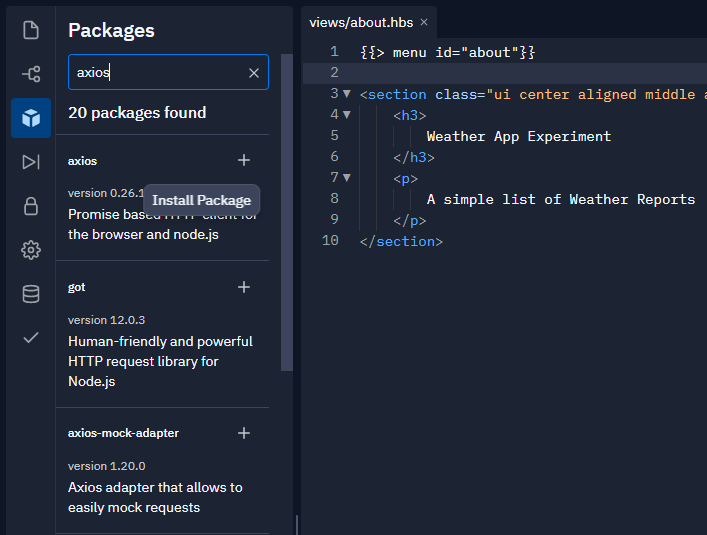 Packages
axios
20 packages found
axios
version 0.26.1
Install Package
Promise based HTTP client for
the browser and node.js
got
version 12.0.3
Human-friendly and powerful
HTTP request library for
Node.js
axios-mock-adapter
version 1.20.0
Axios adapter that allows to
easily mock requests
views/about.hbs
1 {{> menu id="about"}}
2
3 <section class="ui center aligned middle a
4 <h3>
5 Weather App Experiment
6 </h3>
7 <p>
8 A simple list of Weather Reports
9 </p>
10 </section>